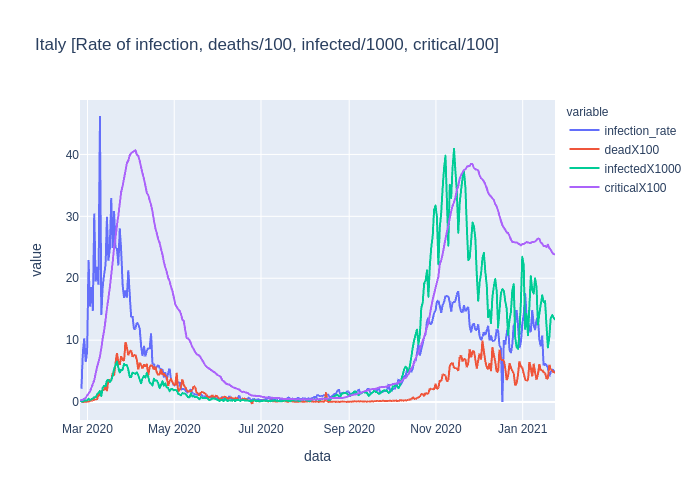 Italy [Rate of infection, deaths/100, infected/1000, critical/100]
variable
infection_rate
deadX100
infectedX1000
criticalX100
value
40
30
20
10
0
Mar 2020 May 2020 Jul 2020 Sep 2020 Nov 2020 Jan 2021
data